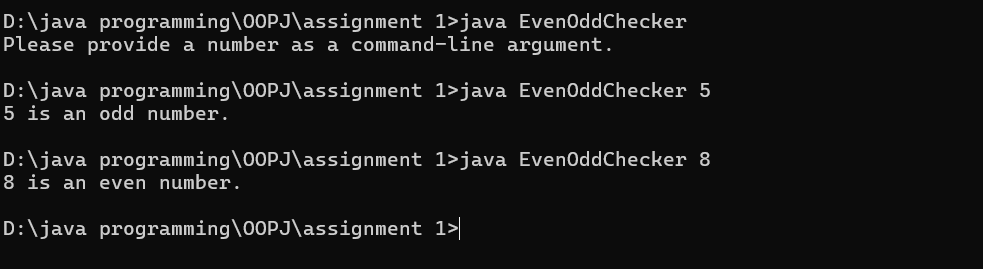 D:\java programming\OOPJ\assignment 1>java EvenOddChecker
Please provide a number as a command-line argument.
D:\java programming\OOPJ\assignment 1>java EvenOddChecker 5
5 is an odd number.
D:\java programming\OOPJ\assignment 1>java EvenOddChecker 8
8 is an even number.
D:\java programming\OOPJ\assignment 1>